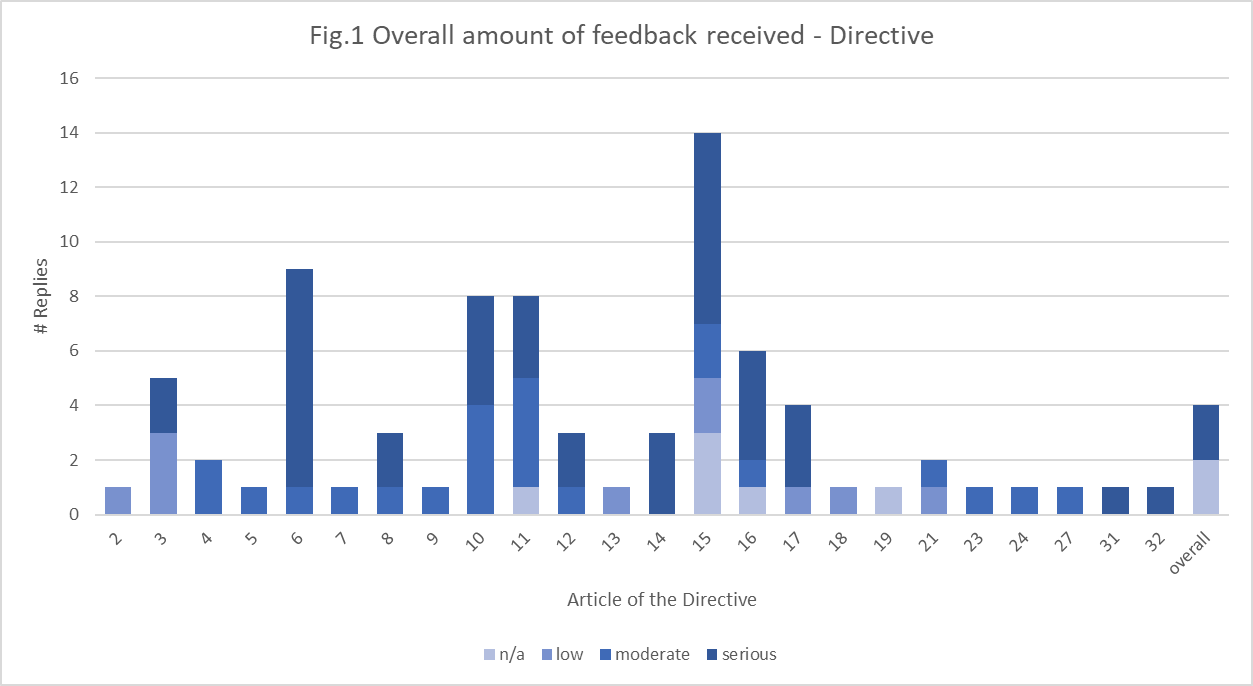 Fig.1 Overall amount of feedback received - Directive
16
14
12
10
8
6
4
2
0
# Replies
2 3 4 5 6 7 8 9 10 11 12 13 14 15 16 17 18 19 21 23 24 27 31 32 overall
Article of the Directive
n/a low moderate serious